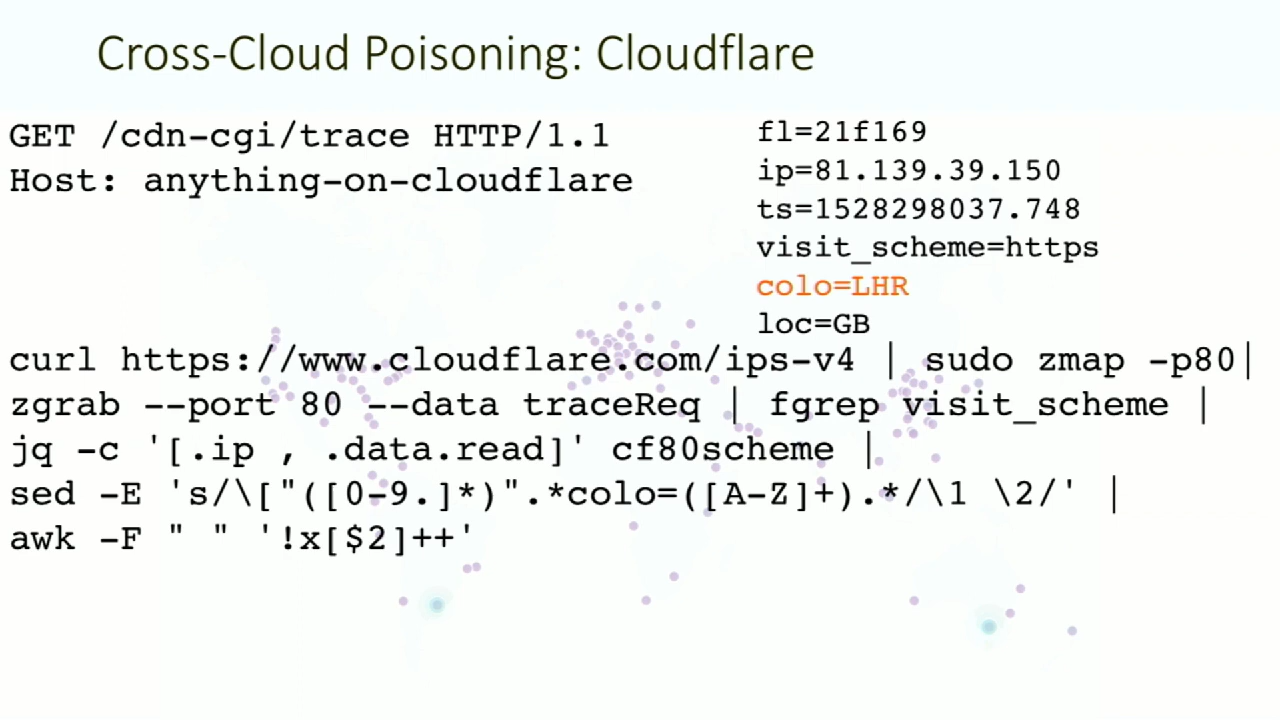 Cross-Cloud Poisoning: Cloudflare
GET /cdn-cgi/trace HTTP/1.1
Host: anything-on-cloudflare
fl=21f169
ip=81.139.39.150
ts=1528298037.748
visit_scheme=https
colo=LHR
loc=GB
curl https://www.cloudflare.com/ips-v4 | sudo zmap -p80|
zgrab --port 80 --data traceReq | fgrep visit_scheme |
jq -c '[.ip , .data.read]' cf80scheme |
sed -E 's/\["([0-9.]*)".*colo=([A-Z]+).*/\1 \2/' |
awk -F " " '!x[$2]++'